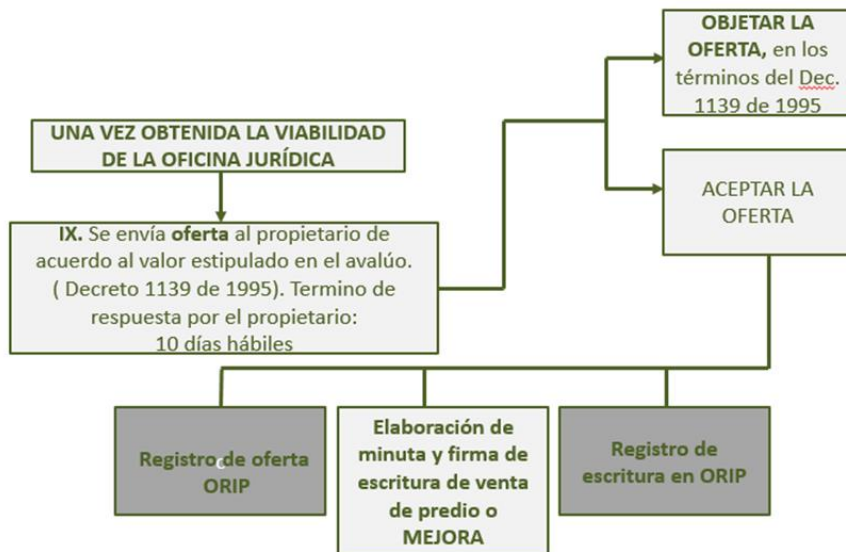 UNA VEZ OBTENIDA LA VIABILIDAD
DE LA OFICINA JURÍDICA
IX. Se envía oferta al propietario de
acuerdo al valor estipulado en el avalúo.
( Decreto 1139 de 1995). Termino de
respuesta por el propietario:
10 días hábiles
OBJETAR LA
OFERTA, en los
términos del Dec.
1139 de 1995
ACEPTAR LA
OFERTA
Registro de oferta
ORIP
Elaboración de
minuta y firma de
escritura de venta
de predio o
MEJORA
Registro de
escritura en ORIP